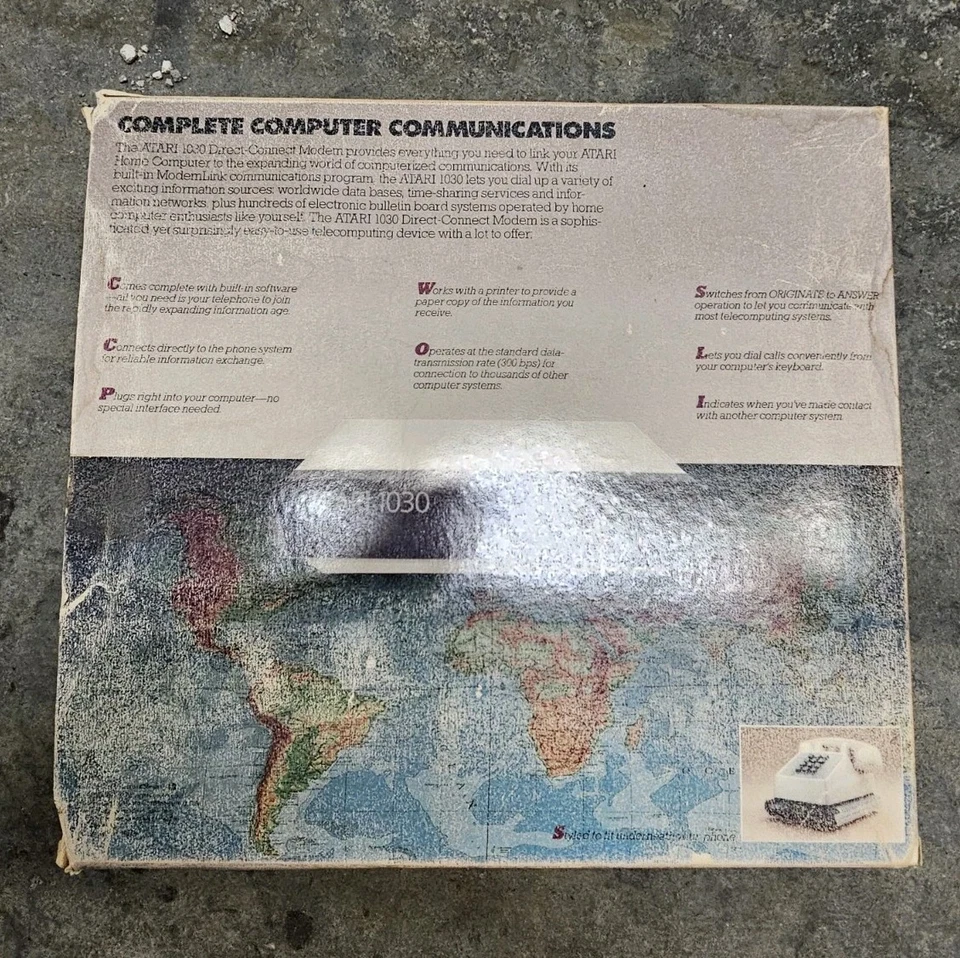 COMPLETE COMPUTER COMMUNICATIONS
The ATARI 1030 Direct-Connect Modem provides everything you need to link your ATARI
Home Computer to the expanding world of computerized communications. With its
built-in ModemLink communications program, the ATARI 1030 lets you dial up a variety of
exciting information sources: worldwide data bases, time-sharing services and infor-
mation networks, plus hundreds of electronic bulletin board systems operated by home
computer enthusiasts like yourself. The ATARI 1030 Direct-Connect Modem is a sophis-
ticated yet surprisingly easy-to-use telecomputing device with a lot to offer:
Comes complete with built-in software
—all you need is your telephone to join
the rapidly expanding information age.
Connects directly to the phone system
for reliable information exchange.
Plugs right into your computer—no
special interface needed.
Works with a printer to provide a
paper copy of the information you
receive.
Operates at the standard data-
transmission rate (300 bps) for
connection to thousands of other
computer systems.
Switches from ORIGINATE to ANSWER
operation to let you communicate with
most telecomputing systems.
Lets you dial calls conveniently from
your computer's keyboard.
Indicates when you've made contact
with another computer system.
1030
Styled to fit underneath your phone